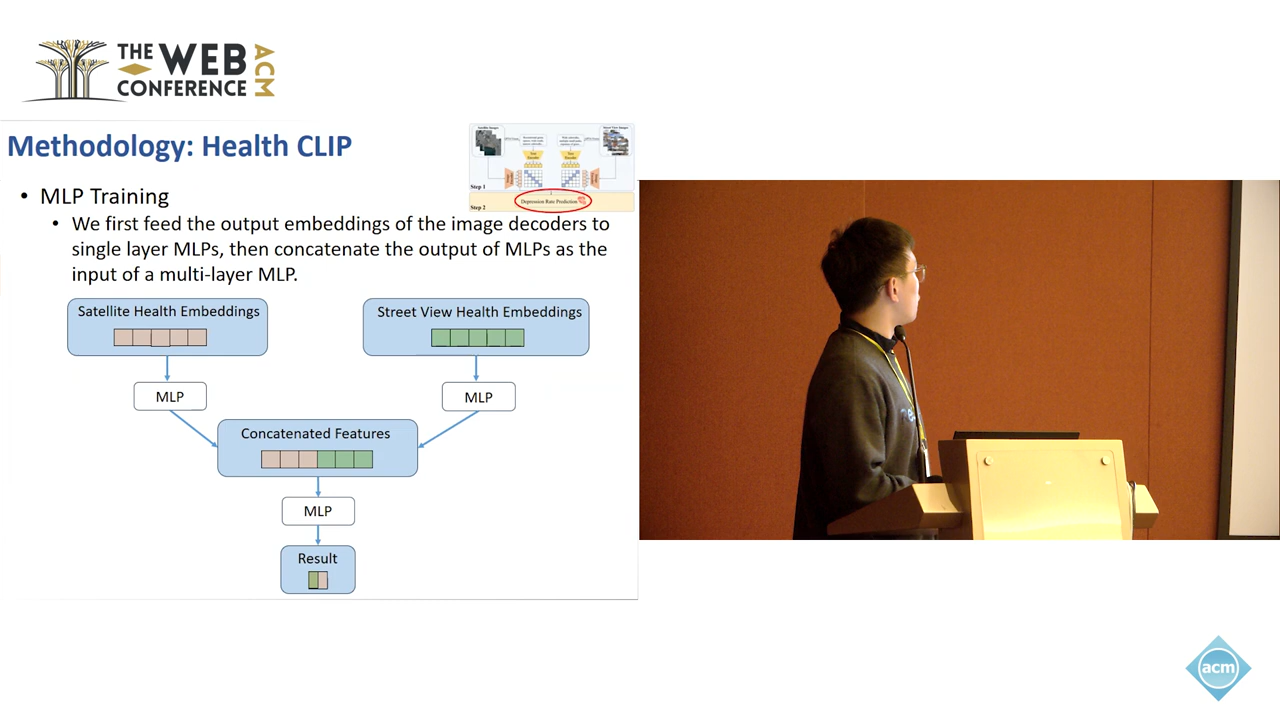 THE WEB
CONFERENCE
ACM
Methodology: Health CLIP
Step 1
Step 2
Depression Rate Prediction
• MLP Training
• We first feed the output embeddings of the image decoders to
single layer MLPs, then concatenate the output of MLPs as the
input of a multi-layer MLP.
Satellite Health Embeddings
Street View Health Embeddings
MLP
MLP
Concatenated Features
MLP
Result
acm